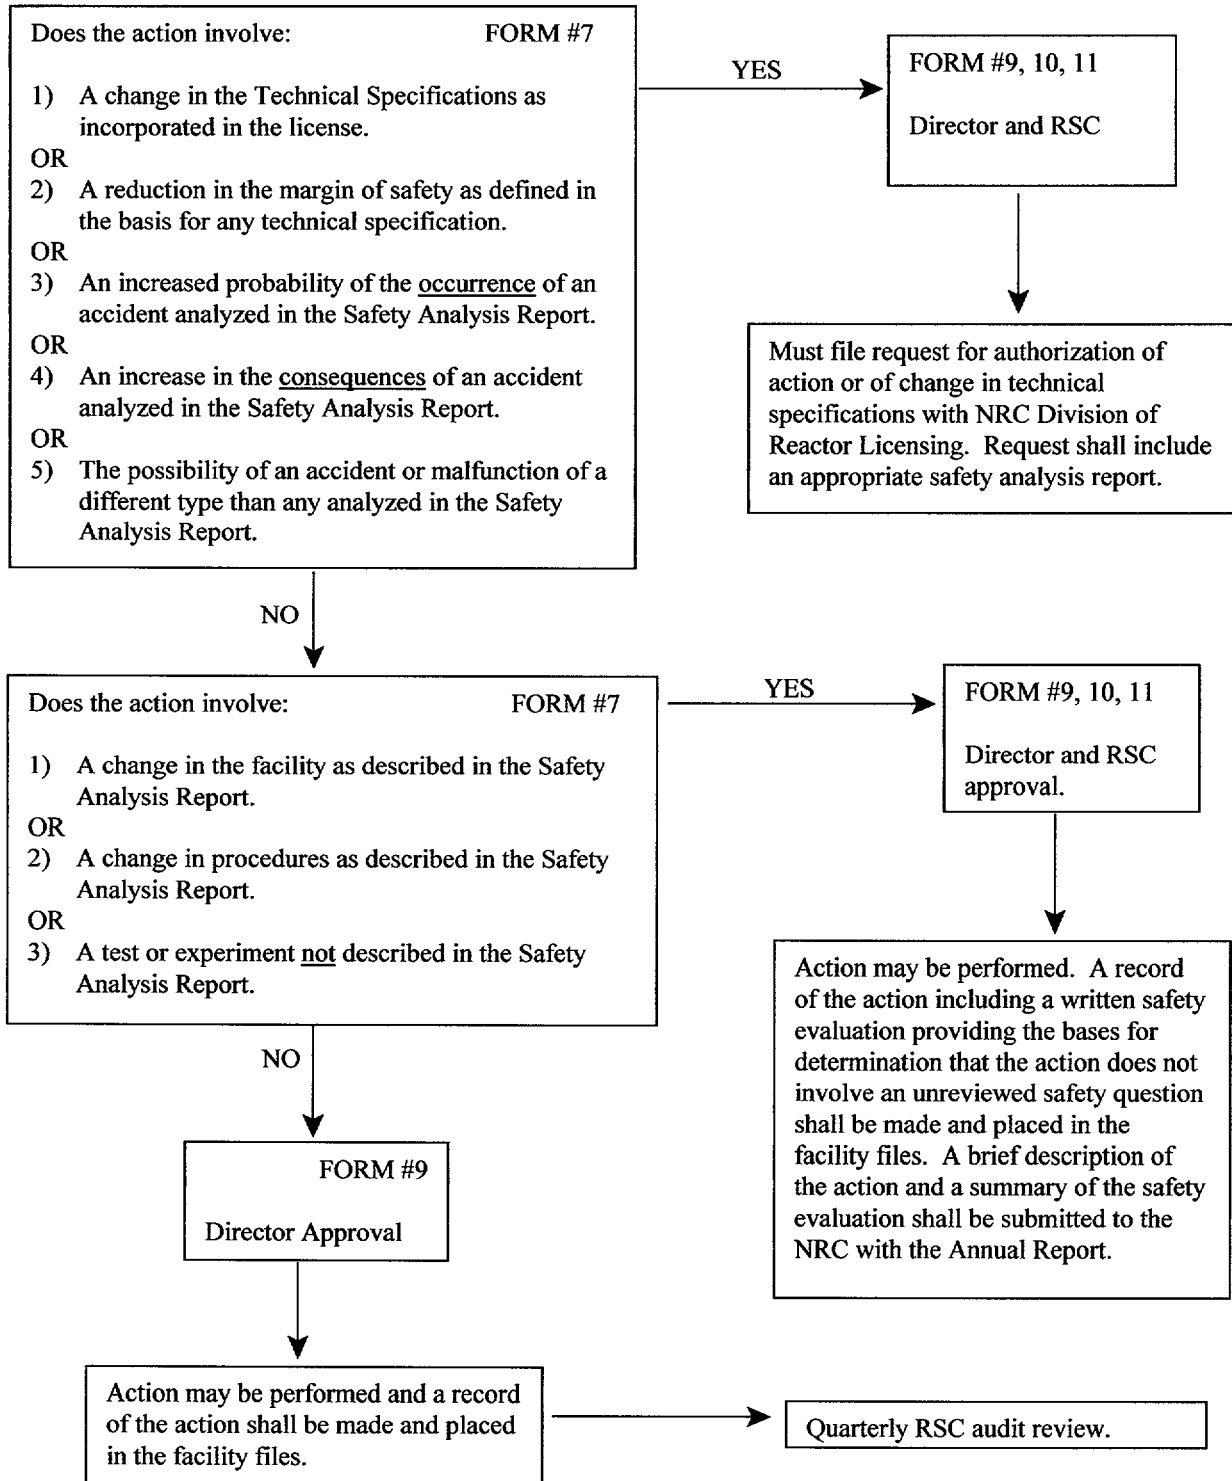 Does the action involve: FORM #7
1) A change in the Technical Specifications as
incorporated in the license.
OR
2) A reduction in the margin of safety as defined in
the basis for any technical specification.
OR
3) An increased probability of the occurrence of an
accident analyzed in the Safety Analysis Report.
OR
4) An increase in the consequences of an accident
analyzed in the Safety Analysis Report.
OR
5) The possibility of an accident or malfunction of a
different type than any analyzed in the Safety
Analysis Report.
YES
FORM #9, 10, 11
Director and RSC
Must file request for authorization of
action or of change in technical
specifications with NRC Division of
Reactor Licensing. Request shall include
an appropriate safety analysis report.
NO
Does the action involve: FORM #7
1) A change in the facility as described in the Safety
Analysis Report.
OR
2) A change in procedures as described in the Safety
Analysis Report.
OR
3) A test or experiment not described in the Safety
Analysis Report.
YES
FORM #9, 10, 11
Director and RSC
approval.
Action may be performed. A record
of the action including a written safety
evaluation providing the bases for
determination that the action does not
involve an unreviewed safety question
shall be made and placed in the
facility files. A brief description of
the action and a summary of the safety
evaluation shall be submitted to the
NRC with the Annual Report.
NO
FORM #9
Director Approval
Action may be performed and a record
of the action shall be made and placed
in the facility files.
Quarterly RSC audit review.